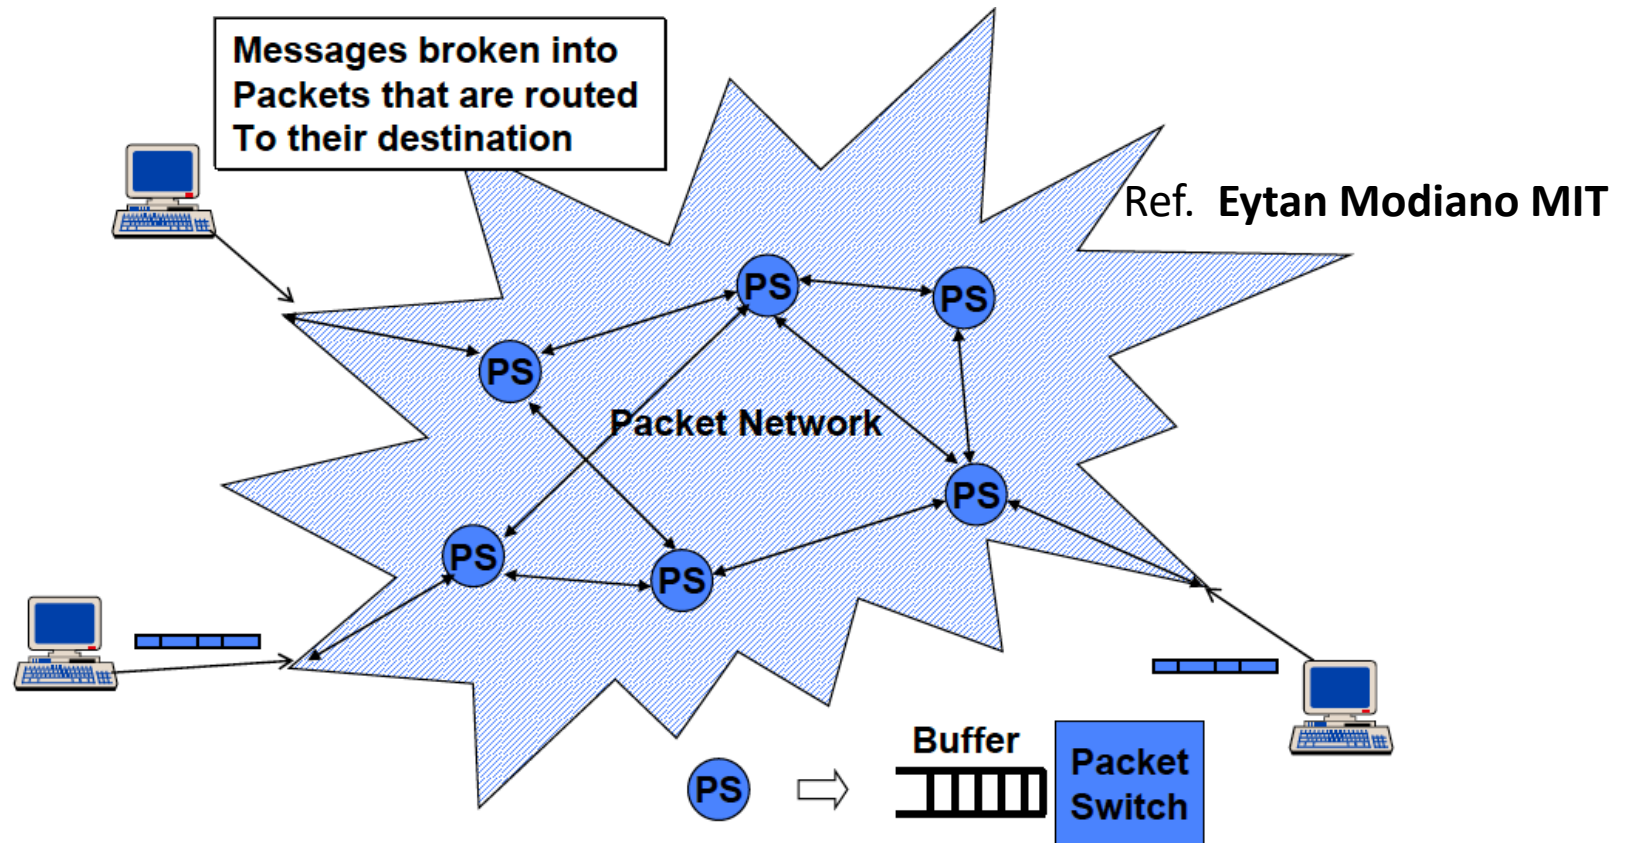 Messages broken into
Packets that are routed
To their destination
Ref. Eytan Modiano MIT
PS
PS
PS
Packet Network
PS
PS
PS
Buffer
PS
Packet
Switch